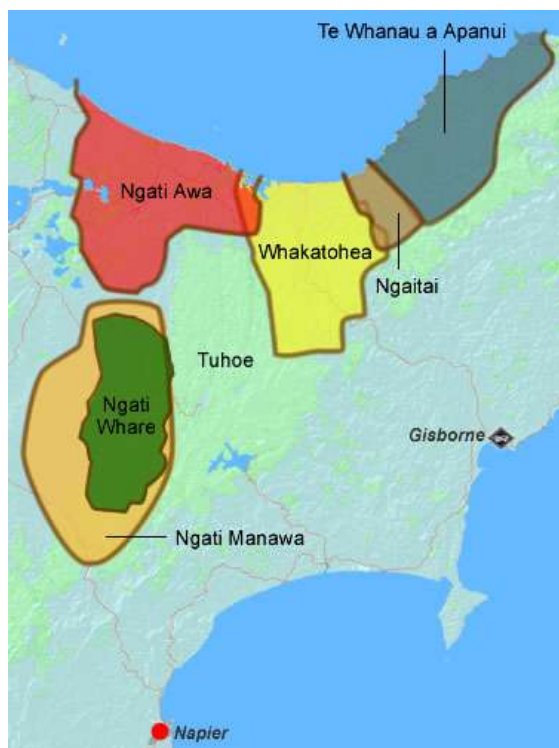 Te Whanau a Apanui
Ngati Awa
Whakatohea
Ngaitai
Tuhoe
Ngati
Whare
Gisborne
Ngati Manawa
Napier